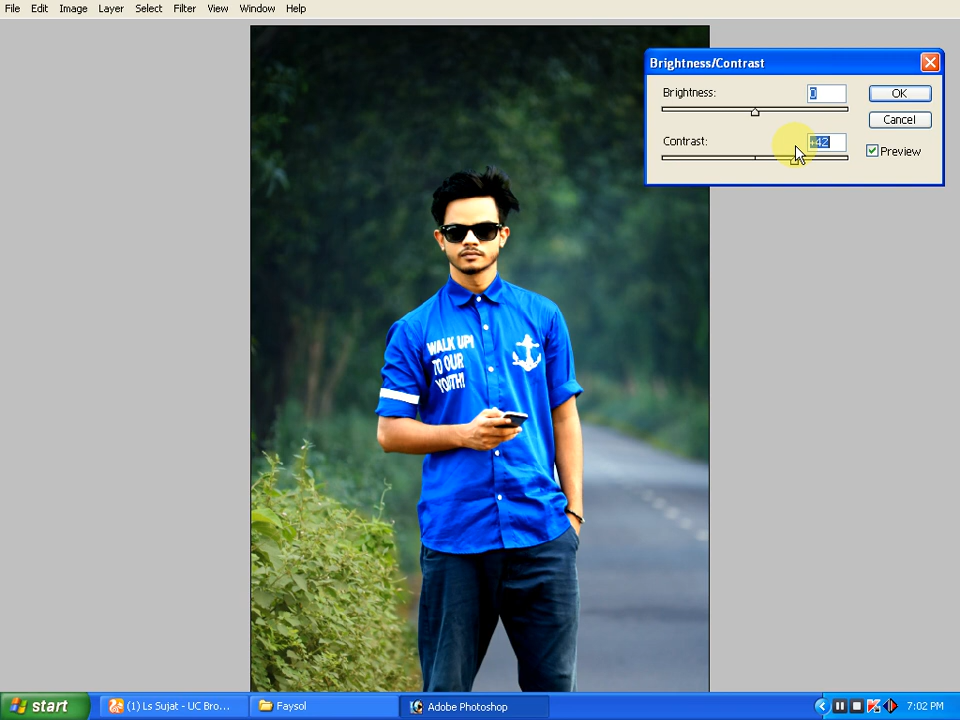 File Edit Image Layer Select Filter View Window Help
Brightness/Contrast
Brightness: 0
OK
Cancel
Contrast: +42
Preview
WALK UP!
TO OUR
YOUTH!
start
(1) Ls Sujat - UC Bro...
Faysol
Adobe Photoshop
7:02 PM